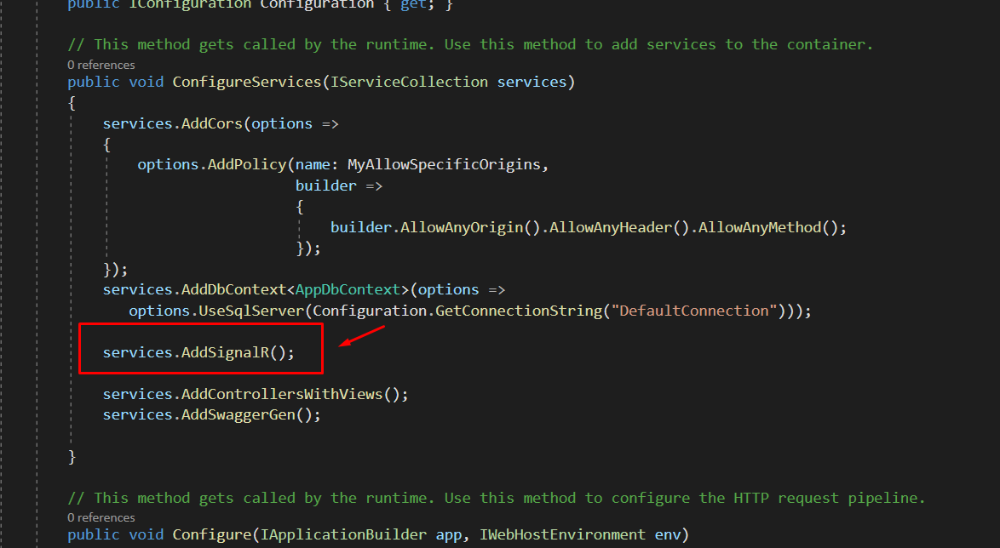 public IConfiguration Configuration { get; }
// This method gets called by the runtime. Use this method to add services to the container.
0 references
public void ConfigureServices(IServiceCollection services)
{
services.AddCors(options =>
{
options.AddPolicy(name: MyAllowSpecificOrigins,
builder =>
{
builder.AllowAnyOrigin().AllowAnyHeader().AllowAnyMethod();
});
});
services.AddDbContext<AppDbContext>(options =>
options.UseSqlServer(Configuration.GetConnectionString("DefaultConnection")));
services.AddSignalR();
services.AddControllersWithViews();
services.AddSwaggerGen();
}
// This method gets called by the runtime. Use this method to configure the HTTP request pipeline.
0 references
public void Configure(IApplicationBuilder app, IWebHostEnvironment env)